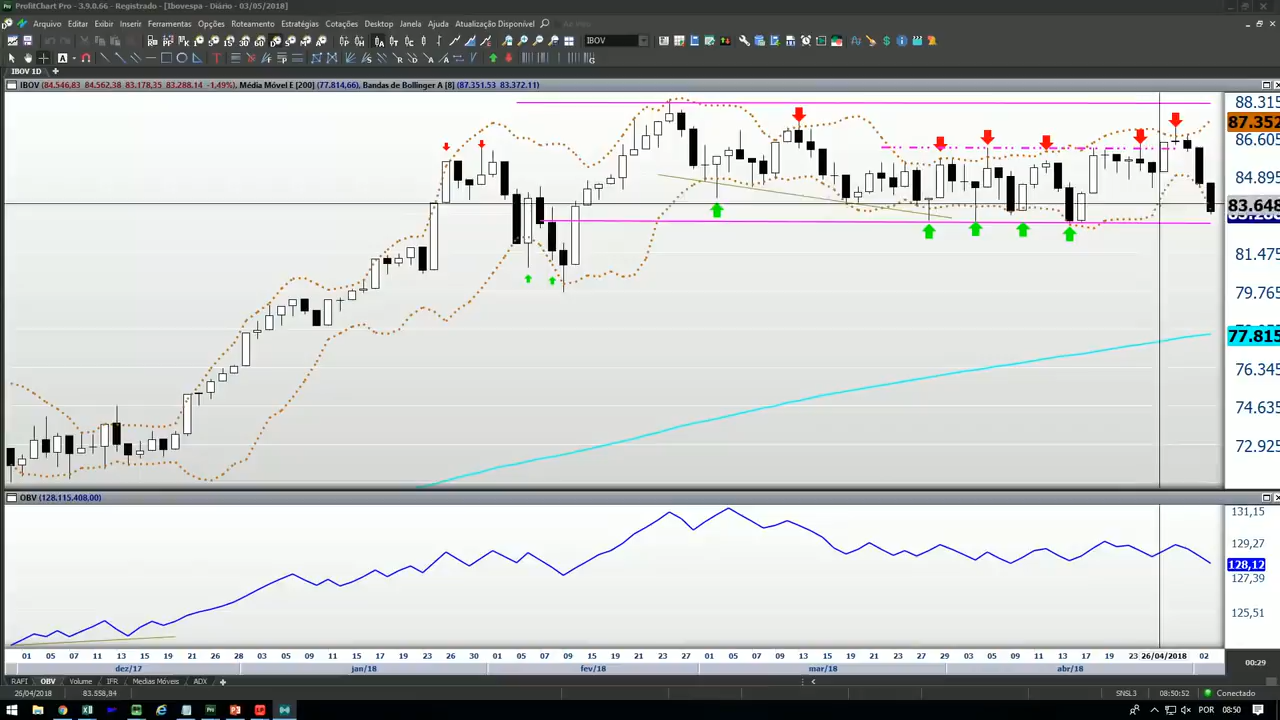 ProfitChart Pro - 3.9.0.66 - Registrado - [Ibovespa - Diário - 03/05/2018]
Arquivo Editar Exibir Inserir Ferramentas Opções Roteamento Estratégias Cotações Desktop Janela Ajuda Atualização Disponível
IBOV
IBOV 1D
IBOV (84.546,83 84.562,38 83.178,35 83.288,14 -1,49%) Média Móvel E [200] (77.814,66), Bandas de Bollinger A [8] (87.351,53 83.372,11)
88.315
87.352
86.605
84.895
83.648
81.475
79.765
77.815
76.345
74.635
72.925
OBV (128.115.408,00)
131,15
129,27
128,12
127,39
125,51
01 05 07 11 13 15 19 21 26 28 03 05 09 11 15 17 19 23 26 30 01 05 07 09 15 19 21 23 27 01 05 07 09 13 15 19 21 23 27 29 03 05 09 11 13 17 19 23 26/04/2018 02
dez/17 jan/18 fev/18 mar/18 abr/18
00:29
RAFI OBV Volume IFR Medias Móveis ADX
26/04/2018 83.558,84 SNSL3 08:50:52 Conectado
POR 08:50